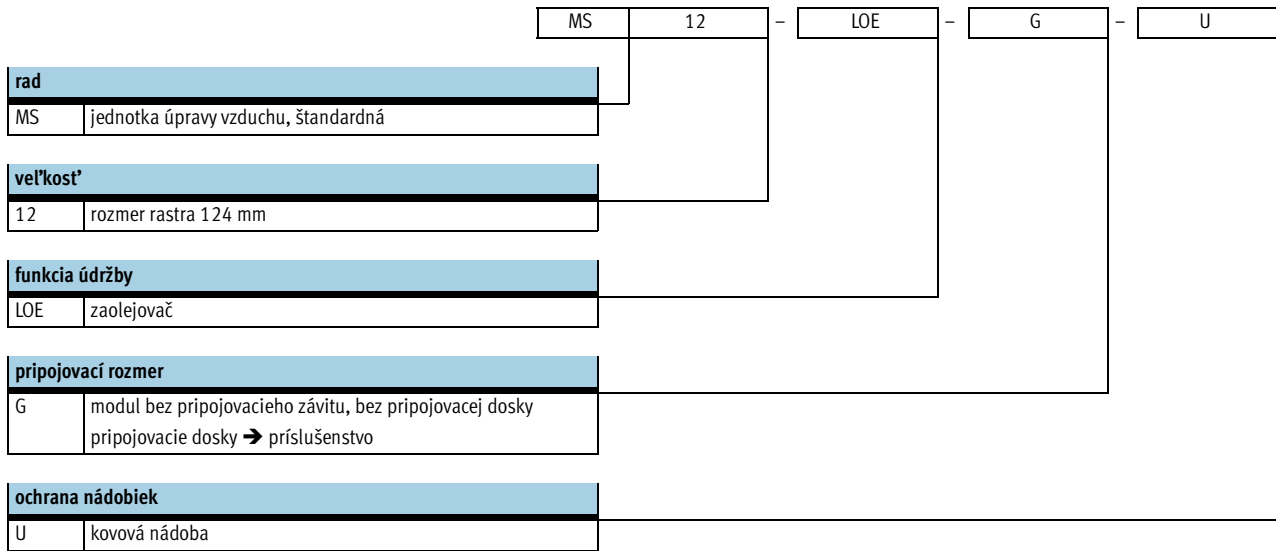 MS 12 – LOE – G – U
rad
MS jednotka úpravy vzduchu, štandardná
veľkosť
12 rozmer rastra 124 mm
funkcia údržby
LOE zaolejovač
pripojovací rozmer
G modul bez pripojovacieho závitu, bez pripojovacej dosky
pripojovacie dosky ➔ príslušenstvo
ochrana nádobiek
U kovová nádoba